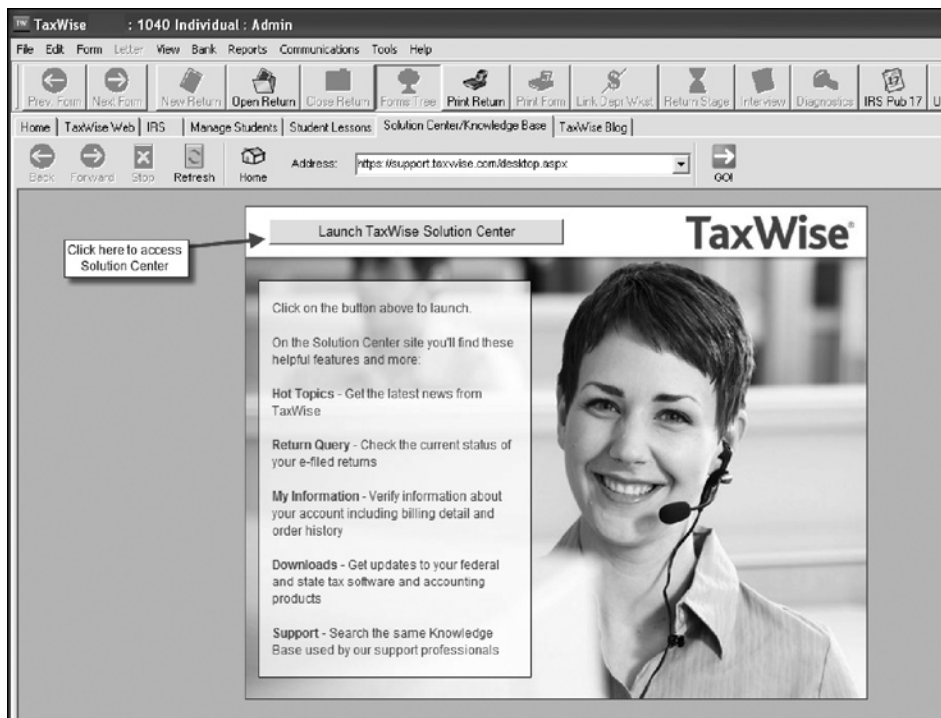 TW TaxWise : 1040 Individual : Admin
File Edit Form Letter View Bank Reports Communications Tools Help
Prev. Form Next Form New Return Open Return Close Return Forms Tree Print Return Print Form Link Depr Wkst Return Stage Interview Diagnostics IRS Pub 17 U
Home TaxWise Web IRS Manage Students Student Lessons Solution Center/Knowledge Base TaxWise Blog
Back Forward Stop Refresh Home Address: https://support.taxwise.com/desktop.aspx GO!
Launch TaxWise Solution Center
TaxWise®
Click here to access
Solution Center
Click on the button above to launch.
On the Solution Center site you'll find these
helpful features and more:
Hot Topics - Get the latest news from
TaxWise
Return Query - Check the current status of
your e-filed returns
My Information - Verify information about
your account including billing detail and
order history
Downloads - Get updates to your federal
and state tax software and accounting
products
Support - Search the same Knowledge
Base used by our support professionals